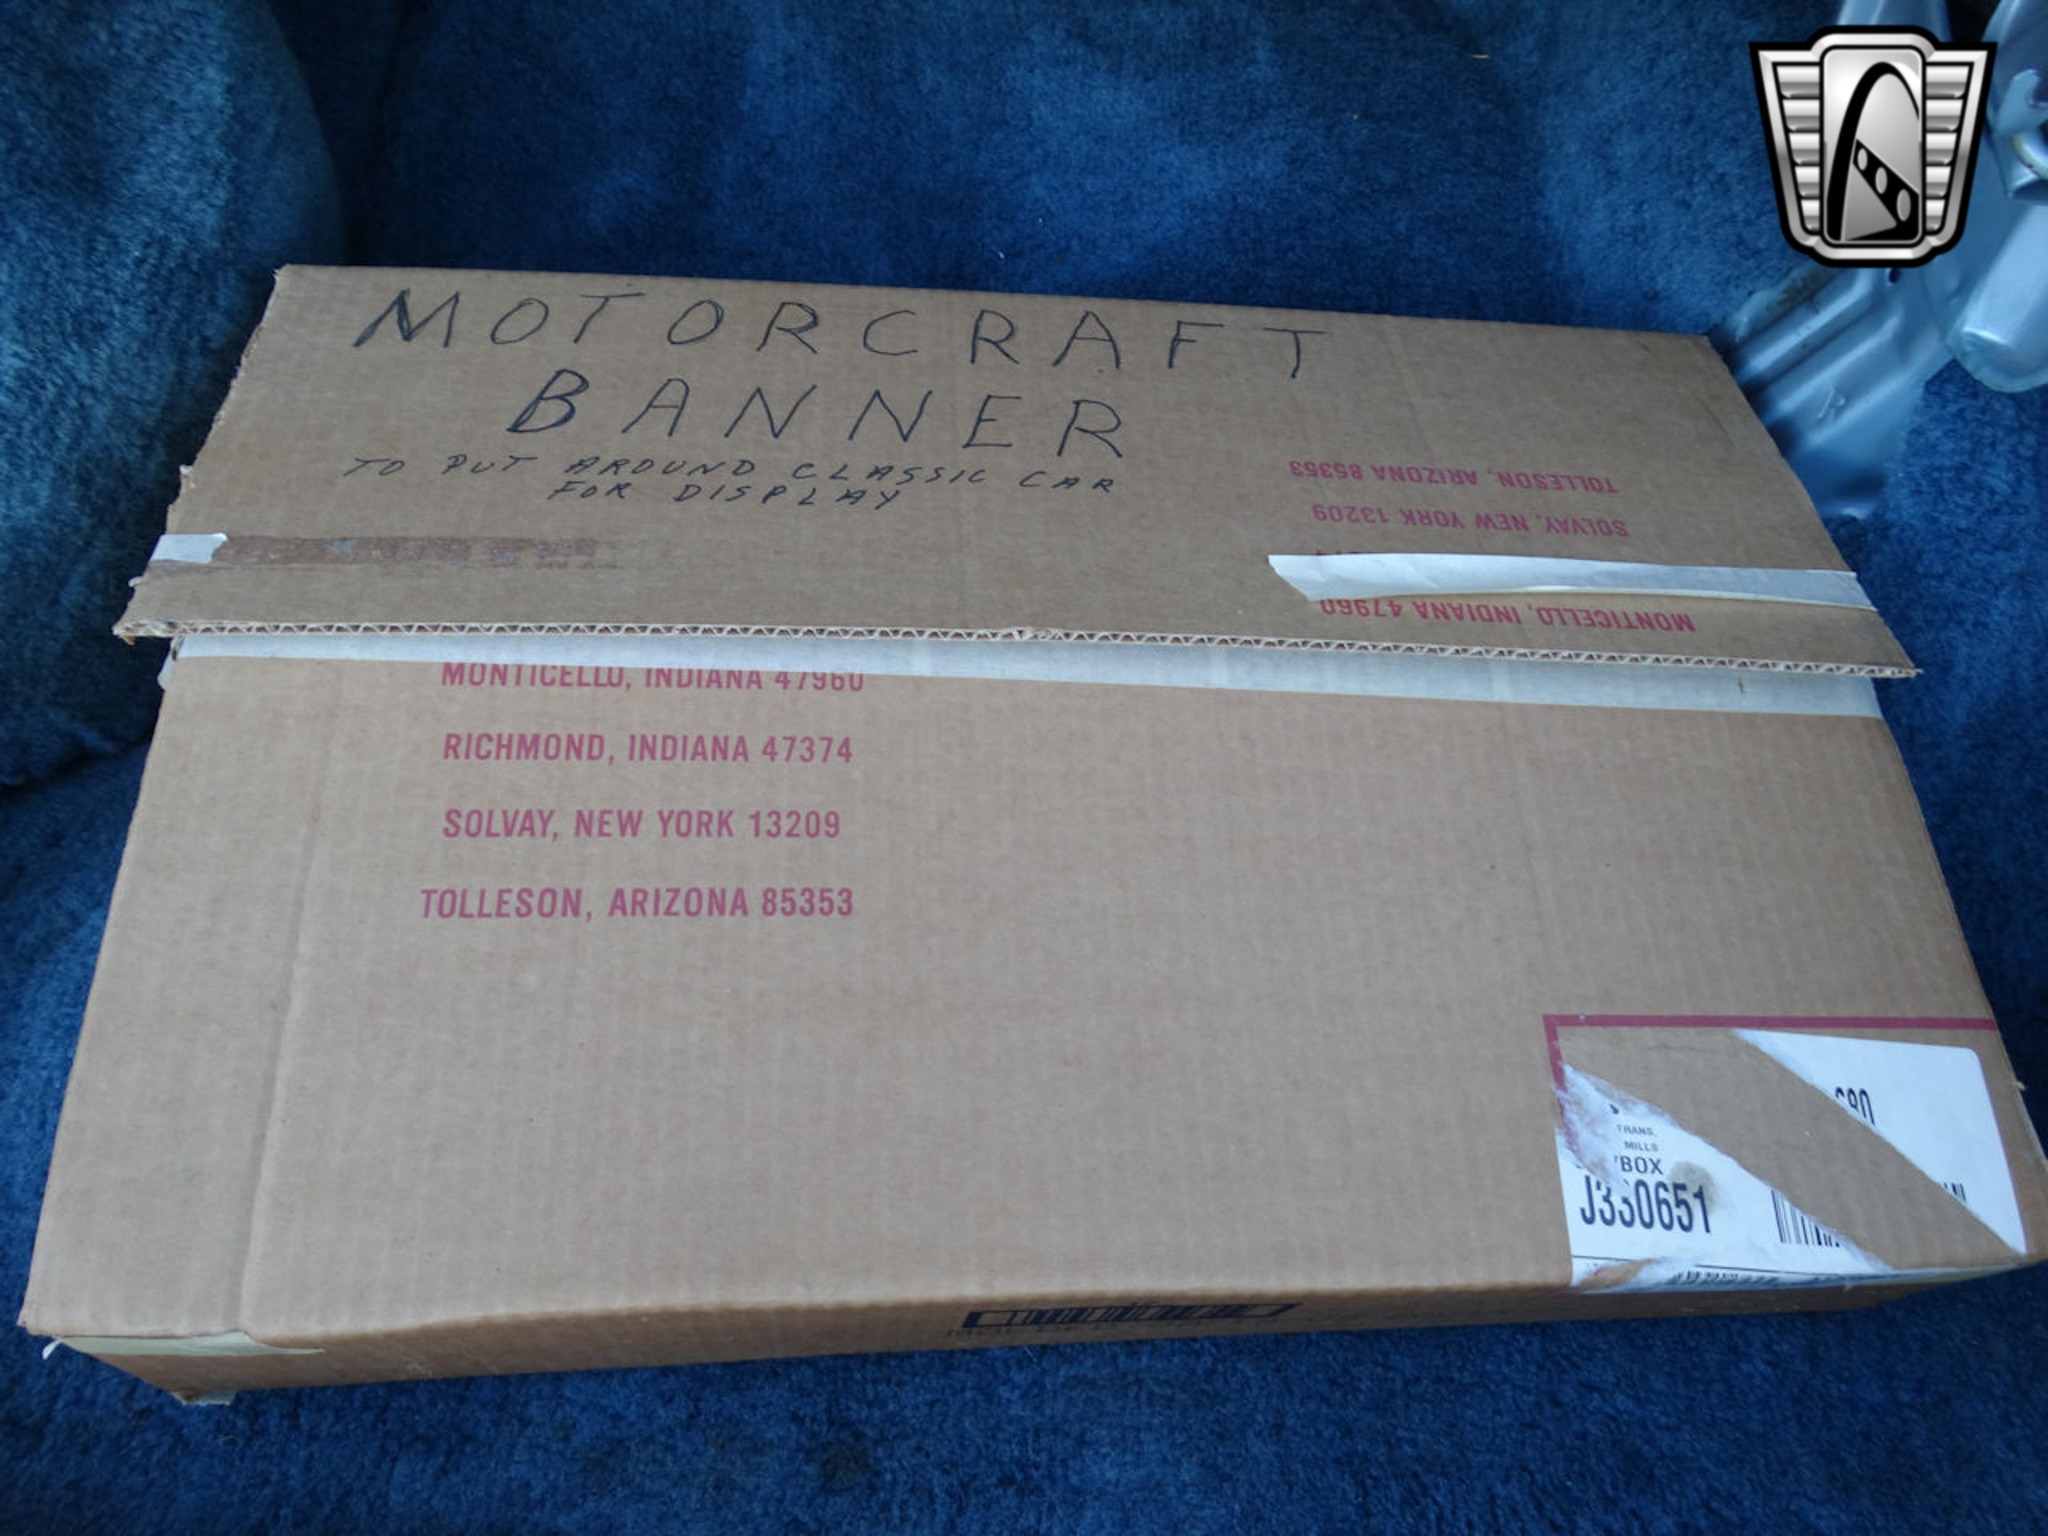 MOTORCRAFT
BANNER
TO PUT AROUND CLASSIC CAR
FOR DISPLAY
TOLLESON, ARIZONA 85353
SOLVAY, NEW YORK 13209
MONTICELLO, INDIANA 47960
MONTICELLO, INDIANA 47960
RICHMOND, INDIANA 47374
SOLVAY, NEW YORK 13209
TOLLESON, ARIZONA 85353
TRANS.
MILLS
BOX
J330651